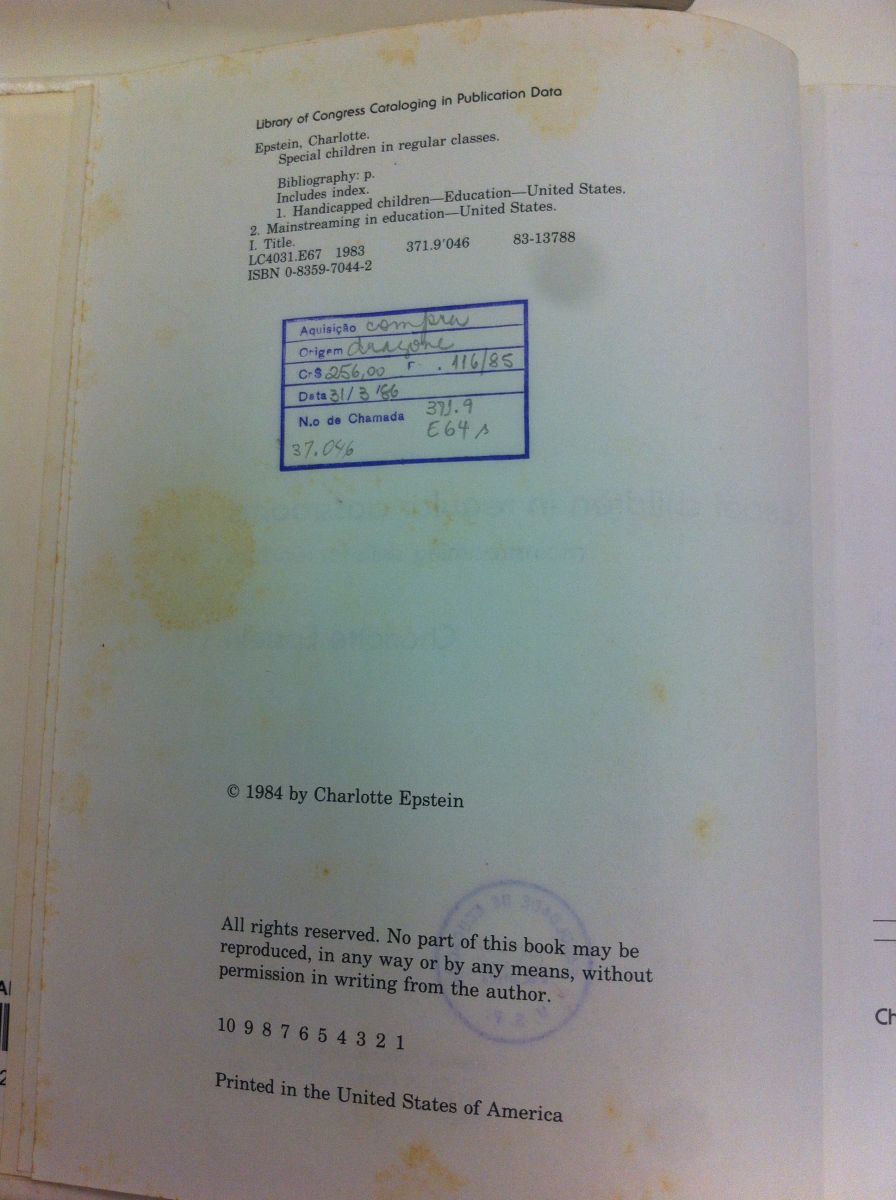 Library of Congress Cataloging in Publication Data
Epstein, Charlotte.
Special children in regular classes.
Bibliography: p.
Includes index.
1. Handicapped children—Education—United States.
2. Mainstreaming in education—United States.
I. Title.
LC4031.E67 1983 371.9'046 83-13788
ISBN 0-8359-7044-2
Aquisição compra
Origem dragone
Cr$ 256,00 F . 116/85
Data 31/3/86
N.o de Chamada 371.9
E64s
37.046
© 1984 by Charlotte Epstein
All rights reserved. No part of this book may be
reproduced, in any way or by any means, without
permission in writing from the author.
10 9 8 7 6 5 4 3 2 1
Printed in the United States of America
Ch